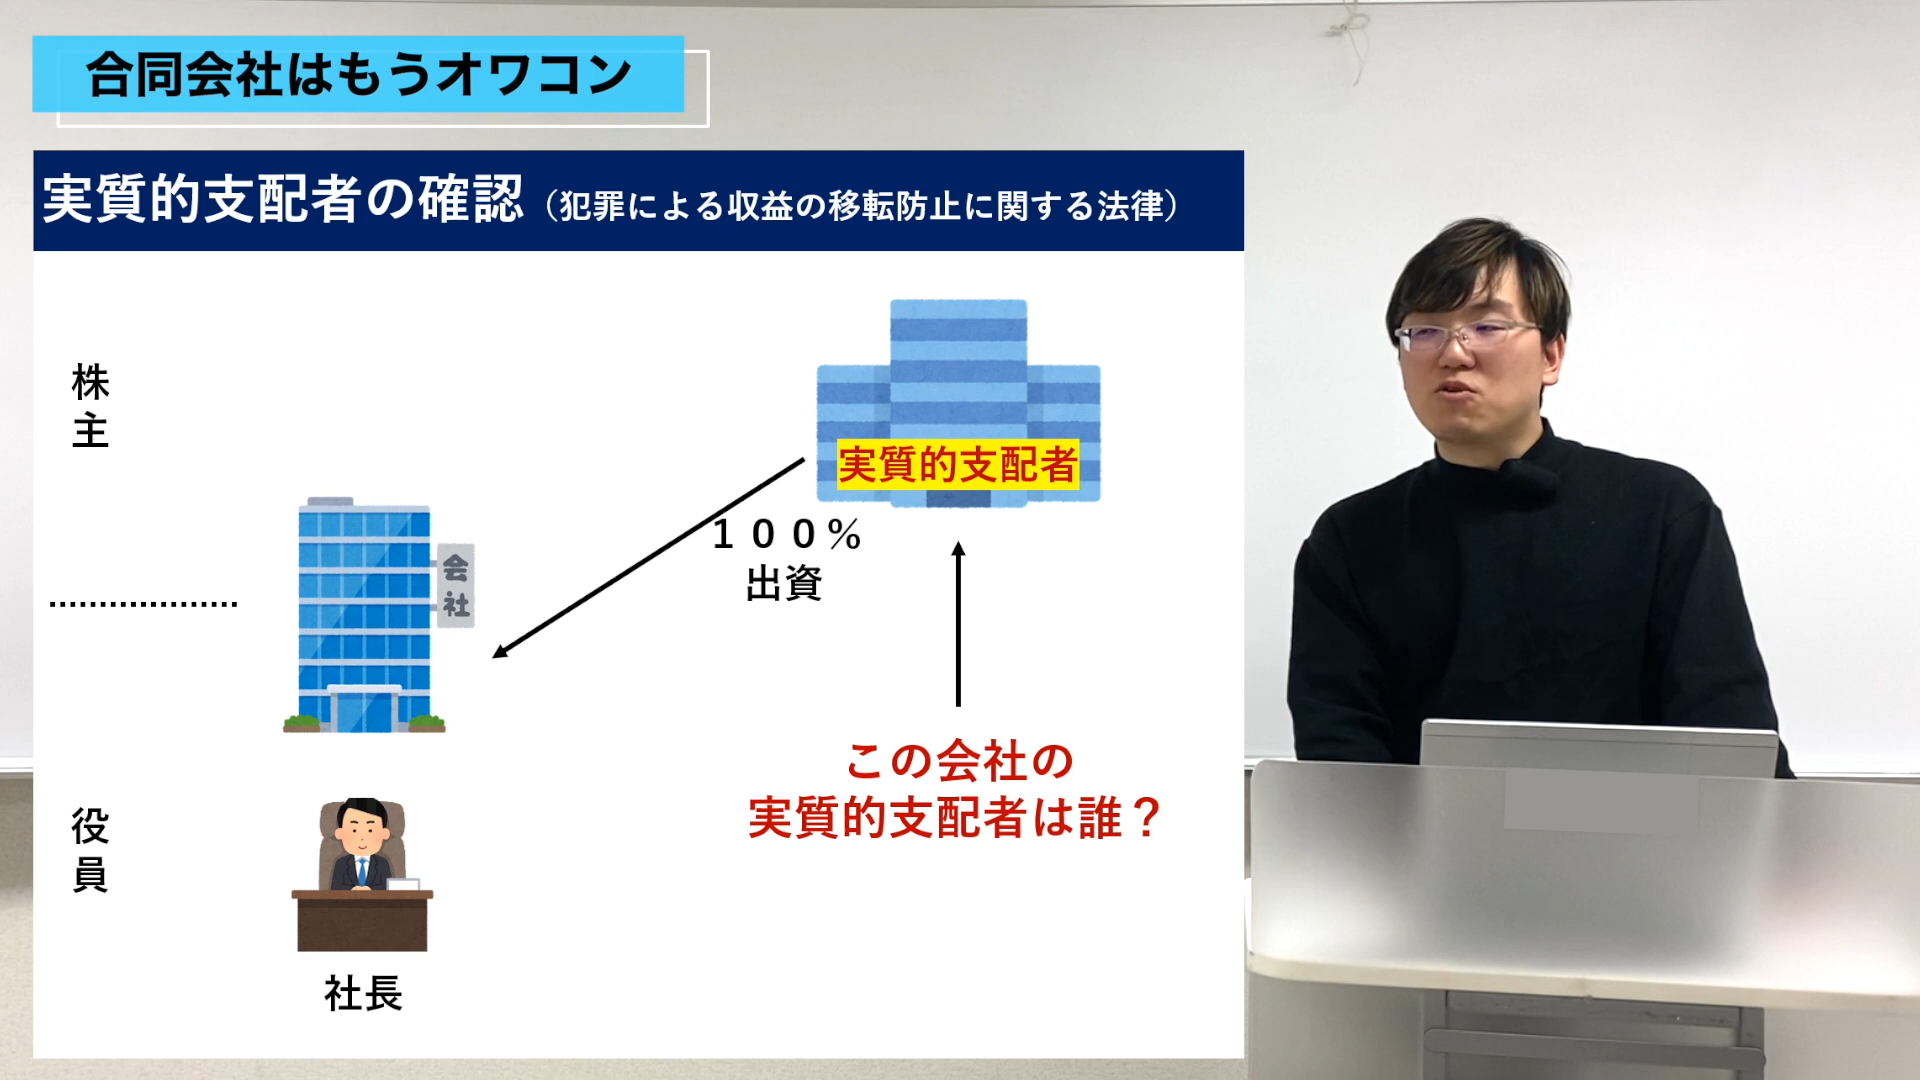 合同会社はもうオワコン
実質的支配者の確認（犯罪による収益の移転防止に関する法律）
株主
実質的支配者
１００％
出資
会社
この会社の
実質的支配者は誰？
役員
社長